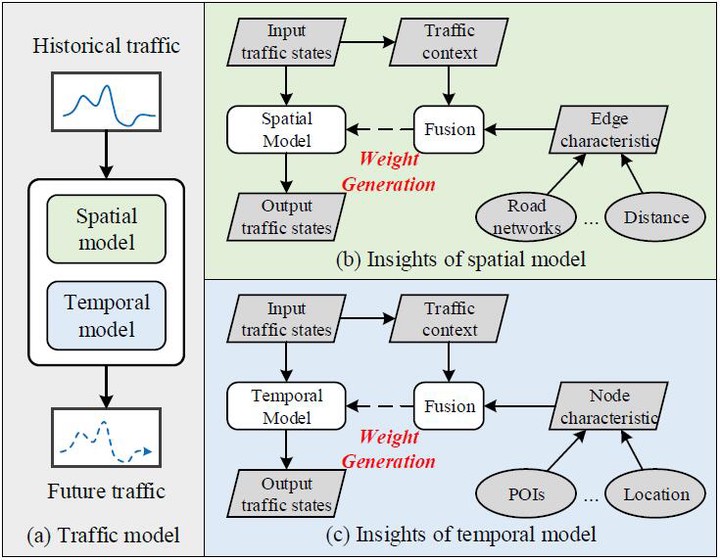 Historical traffic
Spatial
model
Temporal
model
Future traffic
(a) Traffic model
Input
traffic states
Traffic
context
Spatial
Model
Fusion
Edge
characteristic
Weight
Generation
Output
traffic states
Road
networks
...
Distance
(b) Insights of spatial model
Input
traffic states
Traffic
context
Temporal
Model
Fusion
Node
characteristic
Weight
Generation
Output
traffic states
POIs
...
Location
(c) Insights of temporal model